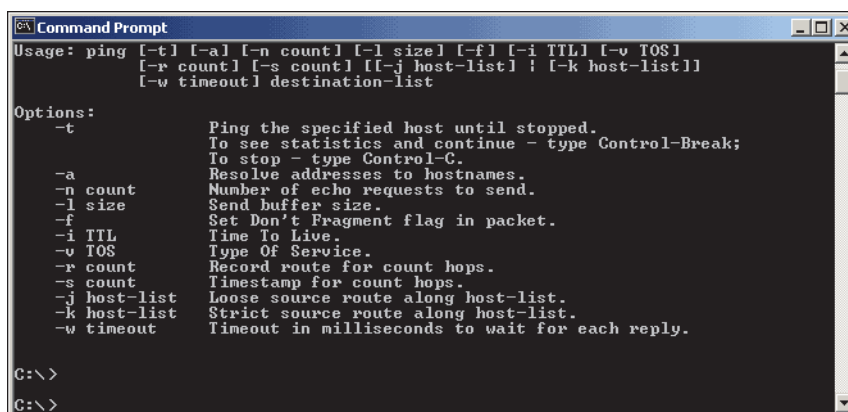 Command Prompt
Usage: ping [-t] [-a] [-n count] [-l size] [-f] [-i TTL] [-v TOS]
            [-r count] [-s count] [[-j host-list] ¦ [-k host-list]]
            [-w timeout] destination-list

Options:
    -t             Ping the specified host until stopped.
                   To see statistics and continue - type Control-Break;
                   To stop - type Control-C.
    -a             Resolve addresses to hostnames.
    -n count       Number of echo requests to send.
    -l size        Send buffer size.
    -f             Set Don't Fragment flag in packet.
    -i TTL         Time To Live.
    -v TOS         Type Of Service.
    -r count       Record route for count hops.
    -s count       Timestamp for count hops.
    -j host-list   Loose source route along host-list.
    -k host-list   Strict source route along host-list.
    -w timeout     Timeout in milliseconds to wait for each reply.

C:\>

C:\>